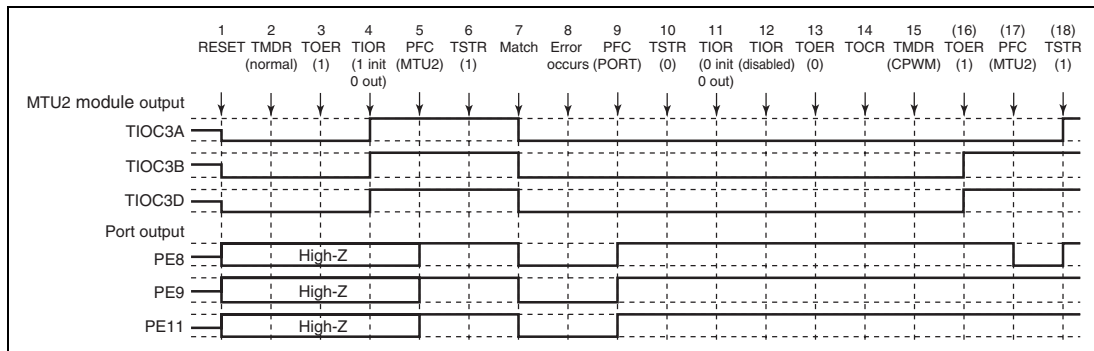 1 2 3 4 5 6 7 8 9 10 11 12 13 14 15 (16) (17) (18)
RESET TMDR TOER TIOR PFC TSTR Match Error PFC TSTR TIOR TIOR TOER TOCR TMDR TOER PFC TSTR
(normal) (1) (1 init (MTU2) (1) occurs (PORT) (0) (0 init (disabled) (0) (CPWM) (1) (MTU2) (1)
0 out) 0 out)
MTU2 module output
TIOC3A
TIOC3B
TIOC3D
Port output
PE8 High-Z
PE9 High-Z
PE11 High-Z